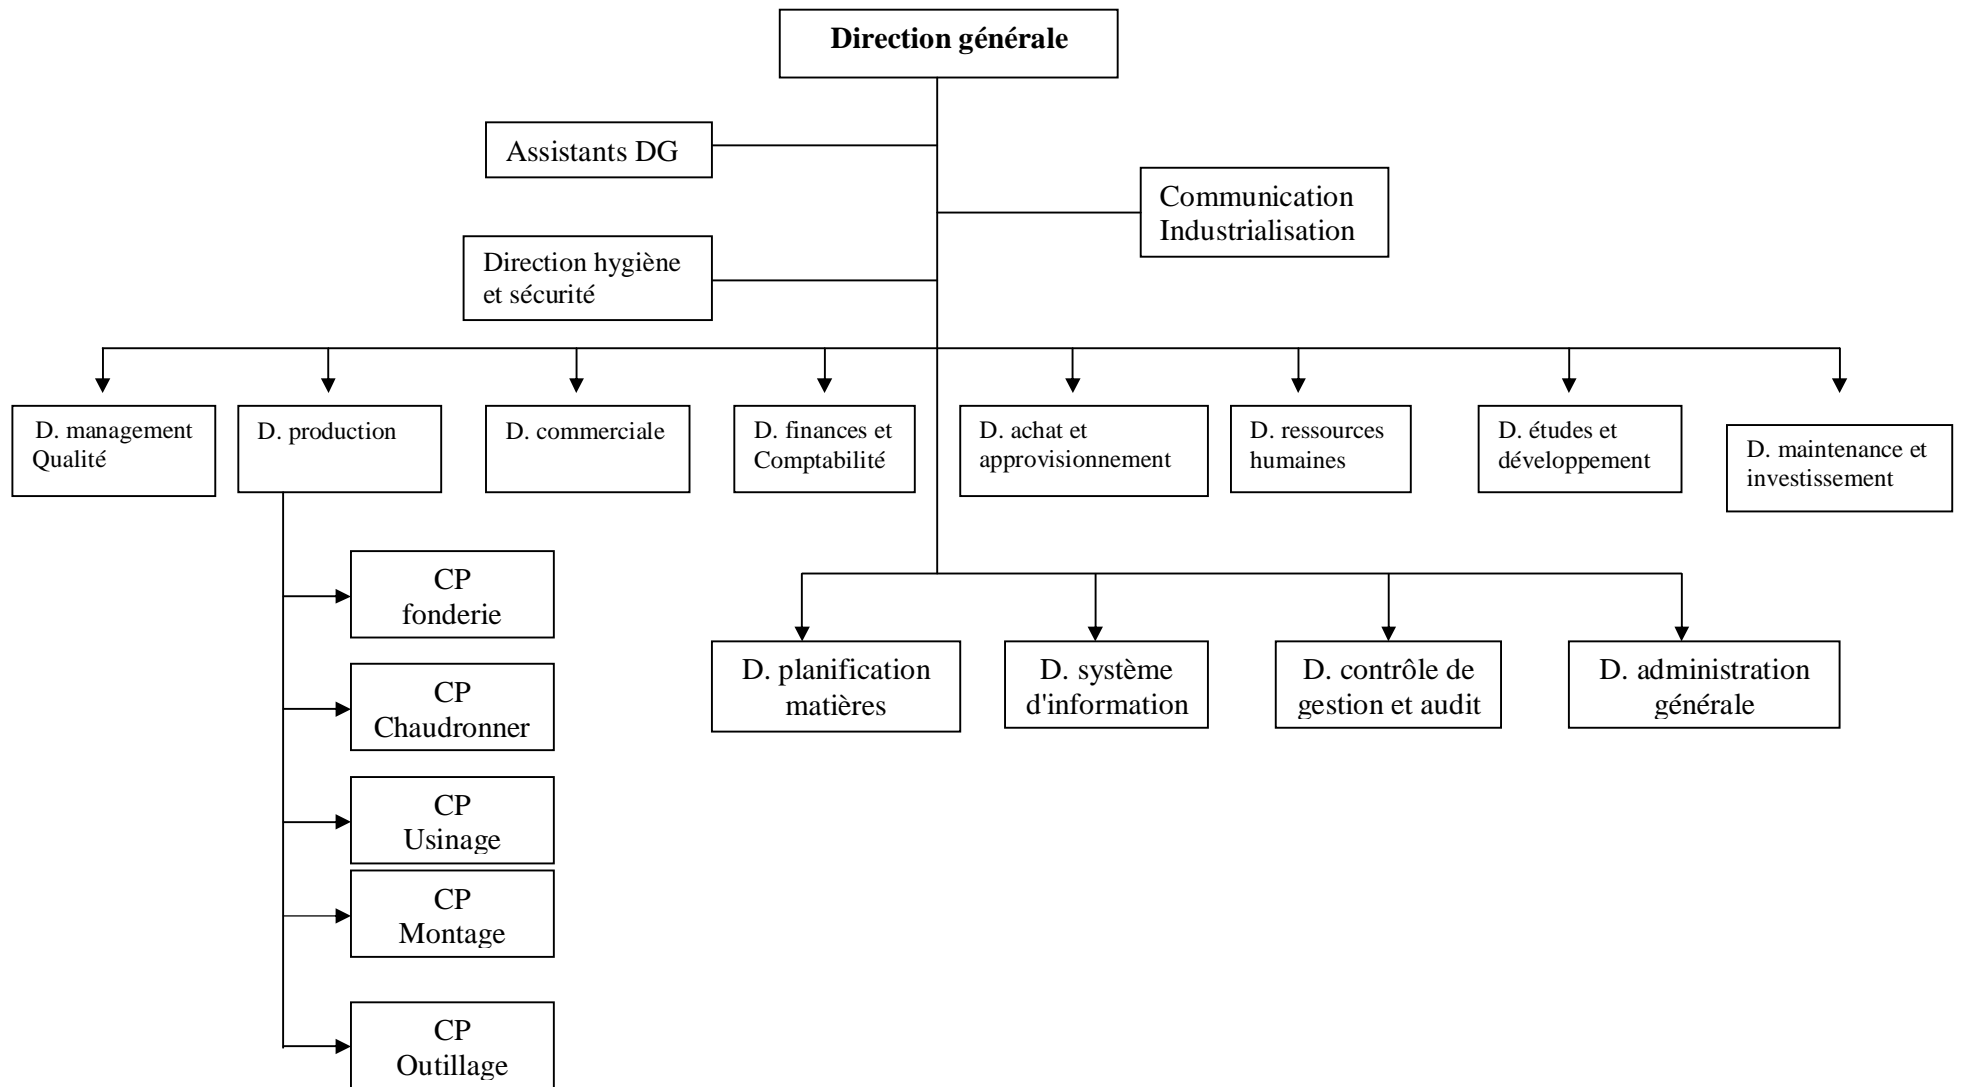 Direction générale
Assistants DG
Communication
Industrialisation
Direction hygiène
et sécurité
D. management
Qualité
D. production
D. commerciale
D. finances et
Comptabilité
D. achat et
approvisionnement
D. ressources
humaines
D. études et
développement
D. maintenance et
investissement
CP
fonderie
CP
Chaudronner
CP
Usinage
CP
Montage
CP
Outillage
D. planification
matières
D. système
d'information
D. contrôle de
gestion et audit
D. administration
générale